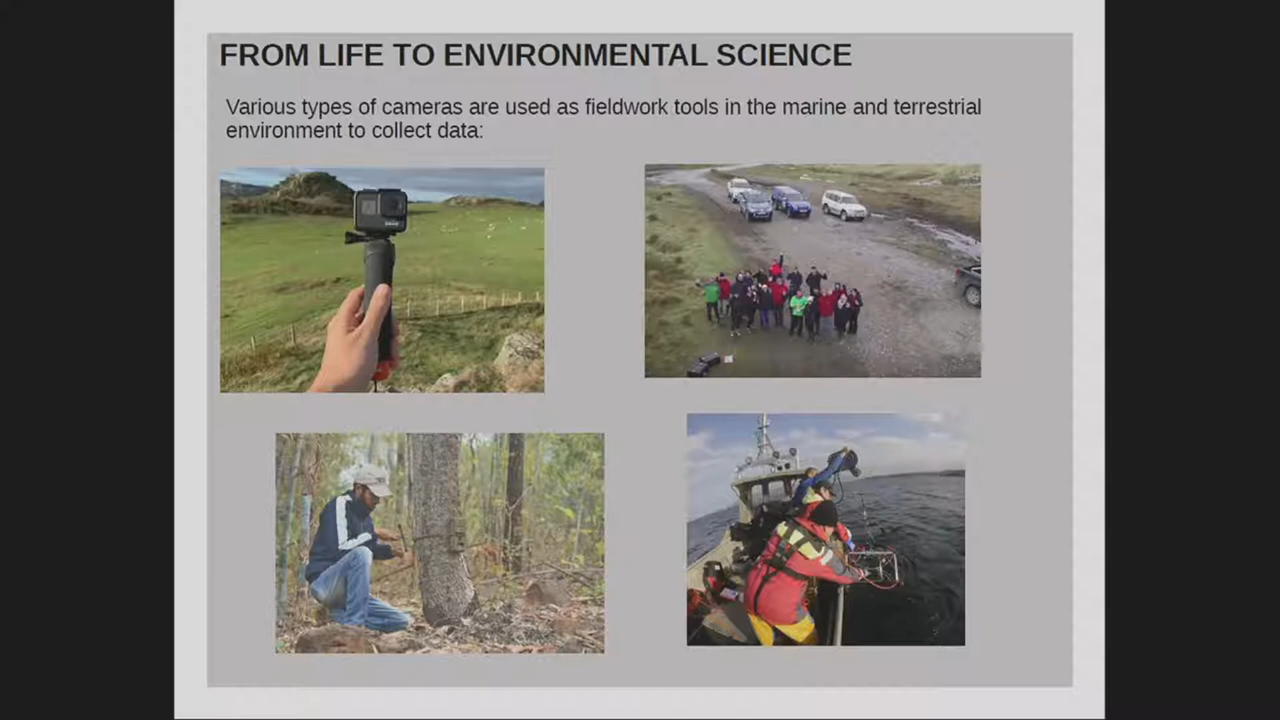 FROM LIFE TO ENVIRONMENTAL SCIENCE
Various types of cameras are used as fieldwork tools in the marine and terrestrial
environment to collect data: